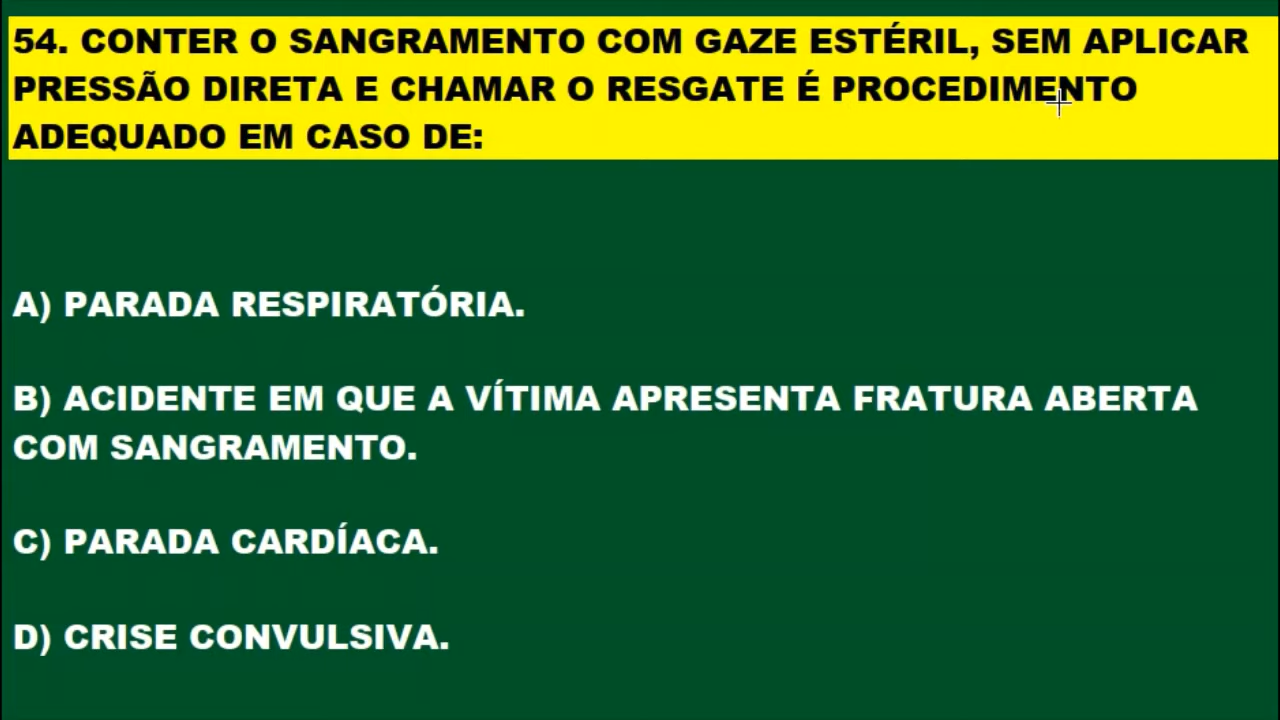 54. CONTER O SANGRAMENTO COM GAZE ESTÉRIL, SEM APLICAR
PRESSÃO DIRETA E CHAMAR O RESGATE É PROCEDIMENTO
ADEQUADO EM CASO DE:
A) PARADA RESPIRATÓRIA.
B) ACIDENTE EM QUE A VÍTIMA APRESENTA FRATURA ABERTA
COM SANGRAMENTO.
C) PARADA CARDÍACA.
D) CRISE CONVULSIVA.